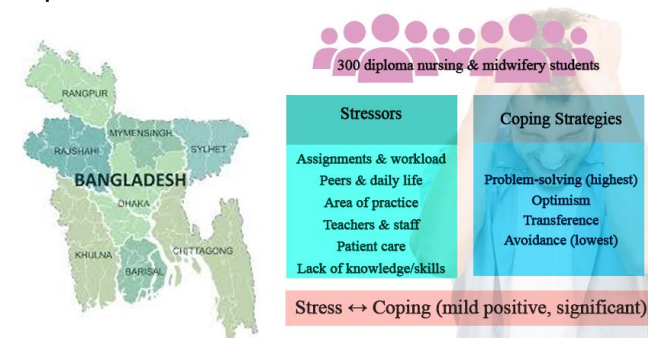 RANGPUR
MYMENSINGH
RAJSHAHI
SYLHET
BANGLADESH
DHAKA
KHULNA
CHITTAGONG
BARISAL
300 diploma nursing & midwifery students
Stressors
Assignments & workload
Peers & daily life
Area of practice
Teachers & staff
Patient care
Lack of knowledge/skills
Coping Strategies
Problem-solving (highest)
Optimism
Transference
Avoidance (lowest)
Stress ↔ Coping (mild positive, significant)